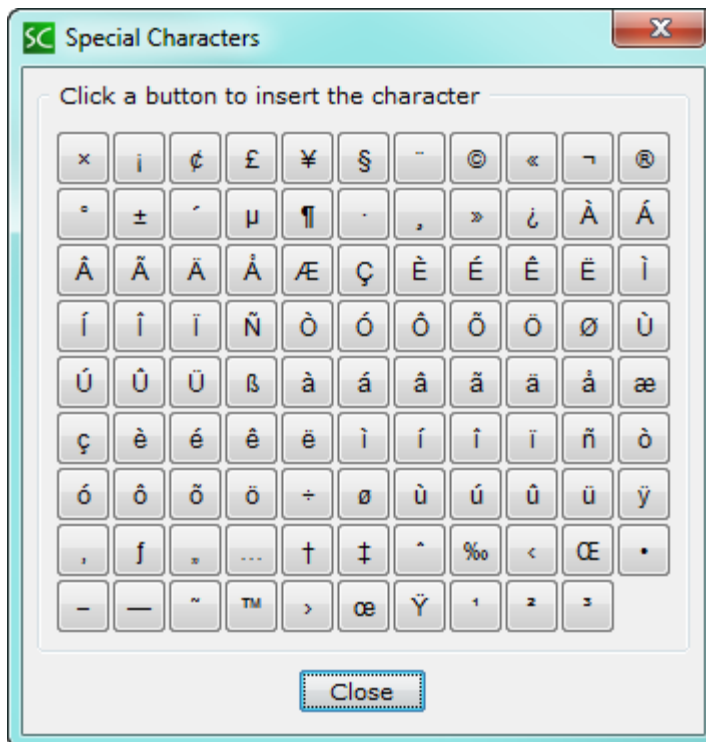 SC Special Characters x
Click a button to insert the character
× ¡ ¢ £ ¥ § ¨ © « ¬ ®
° ± ´ µ ¶ · ¸ » ¿ À Á
Â Ã Ä Å Æ Ç È É Ê Ë Ì
Í Î Ï Ñ Ò Ó Ô Õ Ö Ø Ù
Ú Û Ü ß à á â ã ä å æ
ç è é ê ë ì í î ï ñ ò
ó ô õ ö ÷ ø ù ú û ü ÿ
‚ ƒ „ … † ‡ ˆ ‰ ‹ Œ •
– — ˜ ™ › œ Ÿ ¹ ² ³
Close